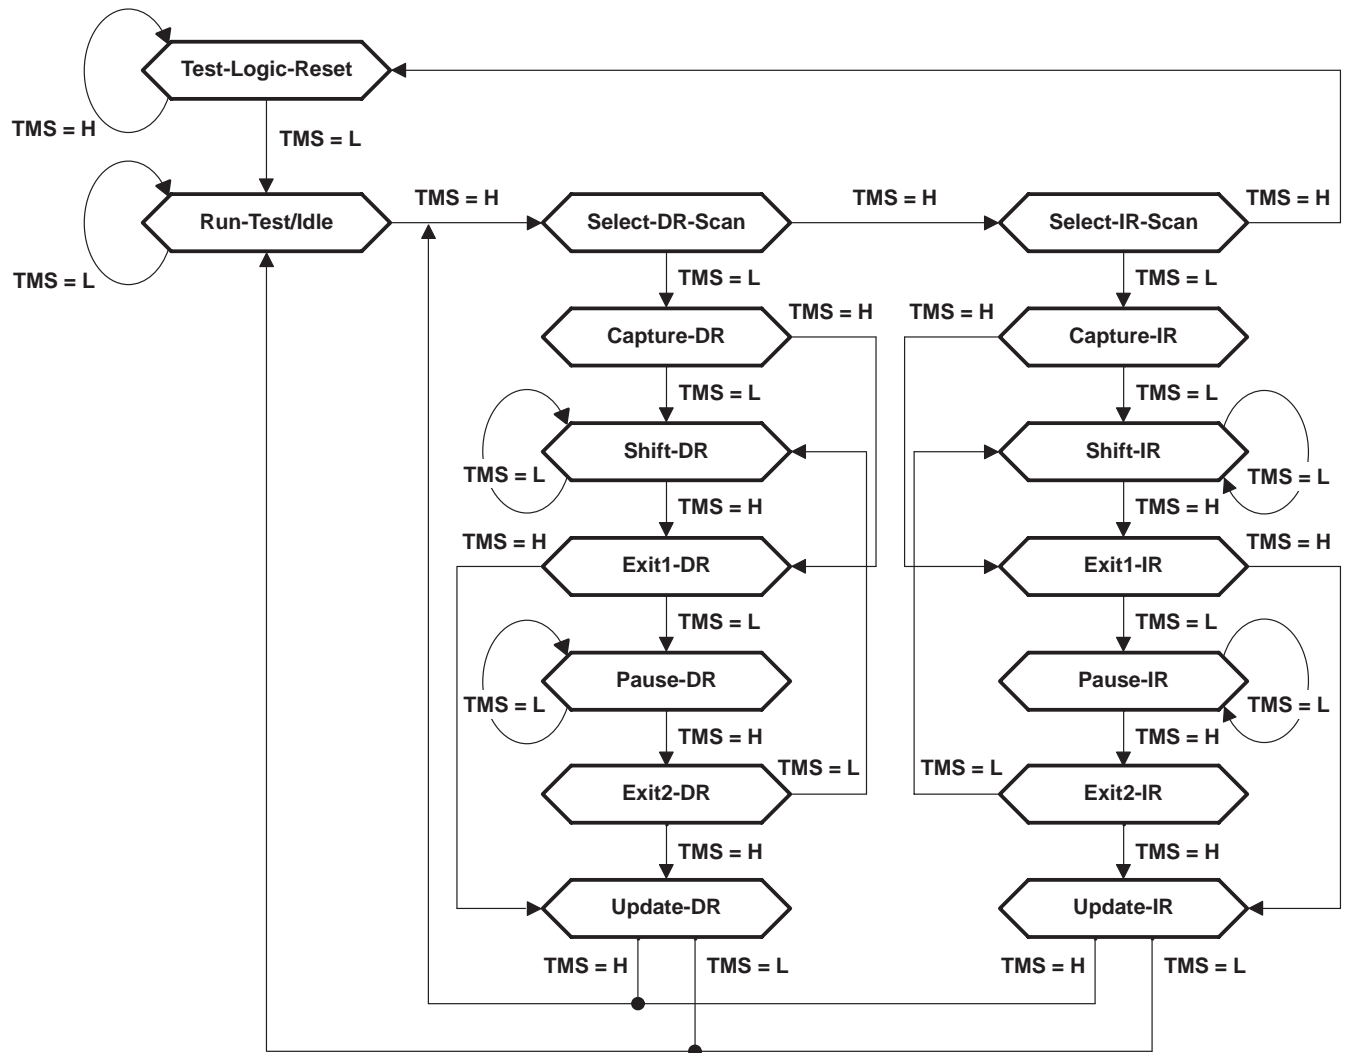 Test-Logic-Reset
TMS = H
TMS = L
Run-Test/Idle
TMS = H
Select-DR-Scan
TMS = H
Select-IR-Scan
TMS = H
TMS = L
TMS = L
TMS = L
Capture-DR
TMS = H
TMS = H
Capture-IR
TMS = L
TMS = L
Shift-DR
Shift-IR
TMS = L
TMS = L
TMS = H
TMS = H
TMS = H
Exit1-DR
Exit1-IR
TMS = H
TMS = L
TMS = L
Pause-DR
Pause-IR
TMS = L
TMS = L
TMS = H
TMS = H
Exit2-DR
TMS = L
TMS = L
Exit2-IR
TMS = H
TMS = H
Update-DR
Update-IR
TMS = H
TMS = L
TMS = H
TMS = L